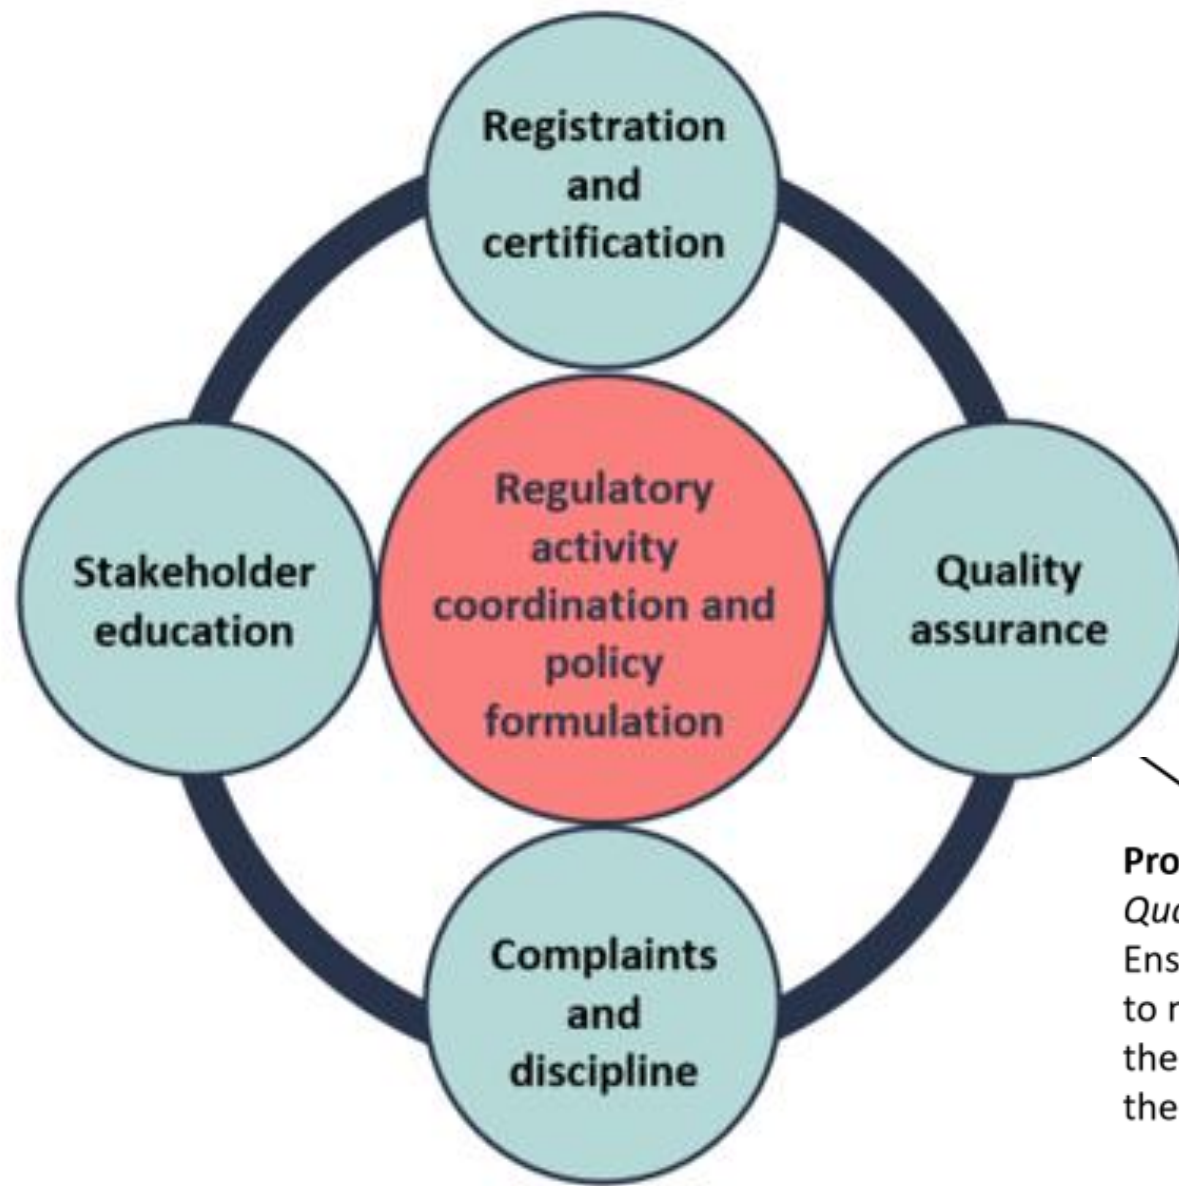 Registration
and
certification
Regulatory
activity
coordination and
policy
formulation
Stakeholder
education
Quality
assurance
Complaints
and
discipline
Pro
Qua
Ens
to r
the
the